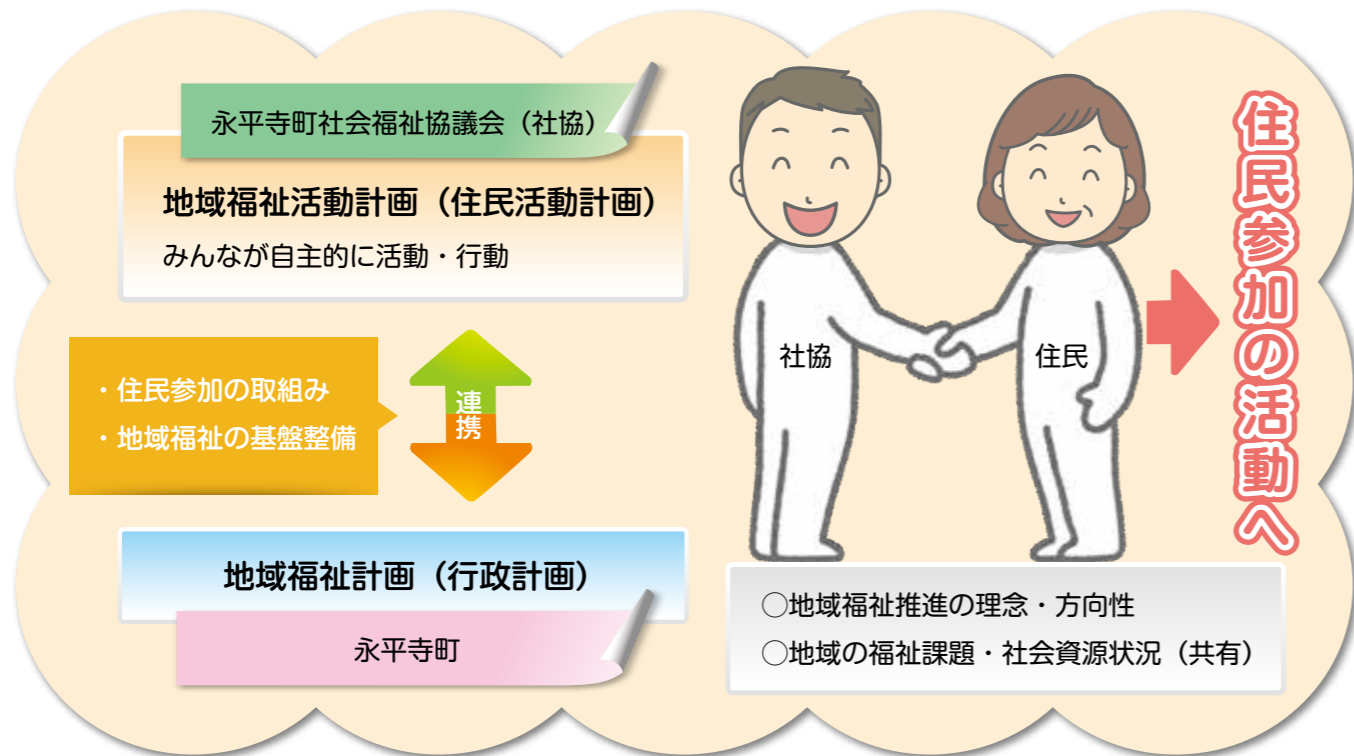 永平寺町社会福祉協議会（社協）
地域福祉活動計画（住民活動計画）
みんなが自主的に活動・行動
・住民参加の取組み
・地域福祉の基盤整備
連携
地域福祉計画（行政計画）
永平寺町
社協
住民
住民参加の活動へ
○地域福祉推進の理念・方向性
○地域の福祉課題・社会資源状況（共有）